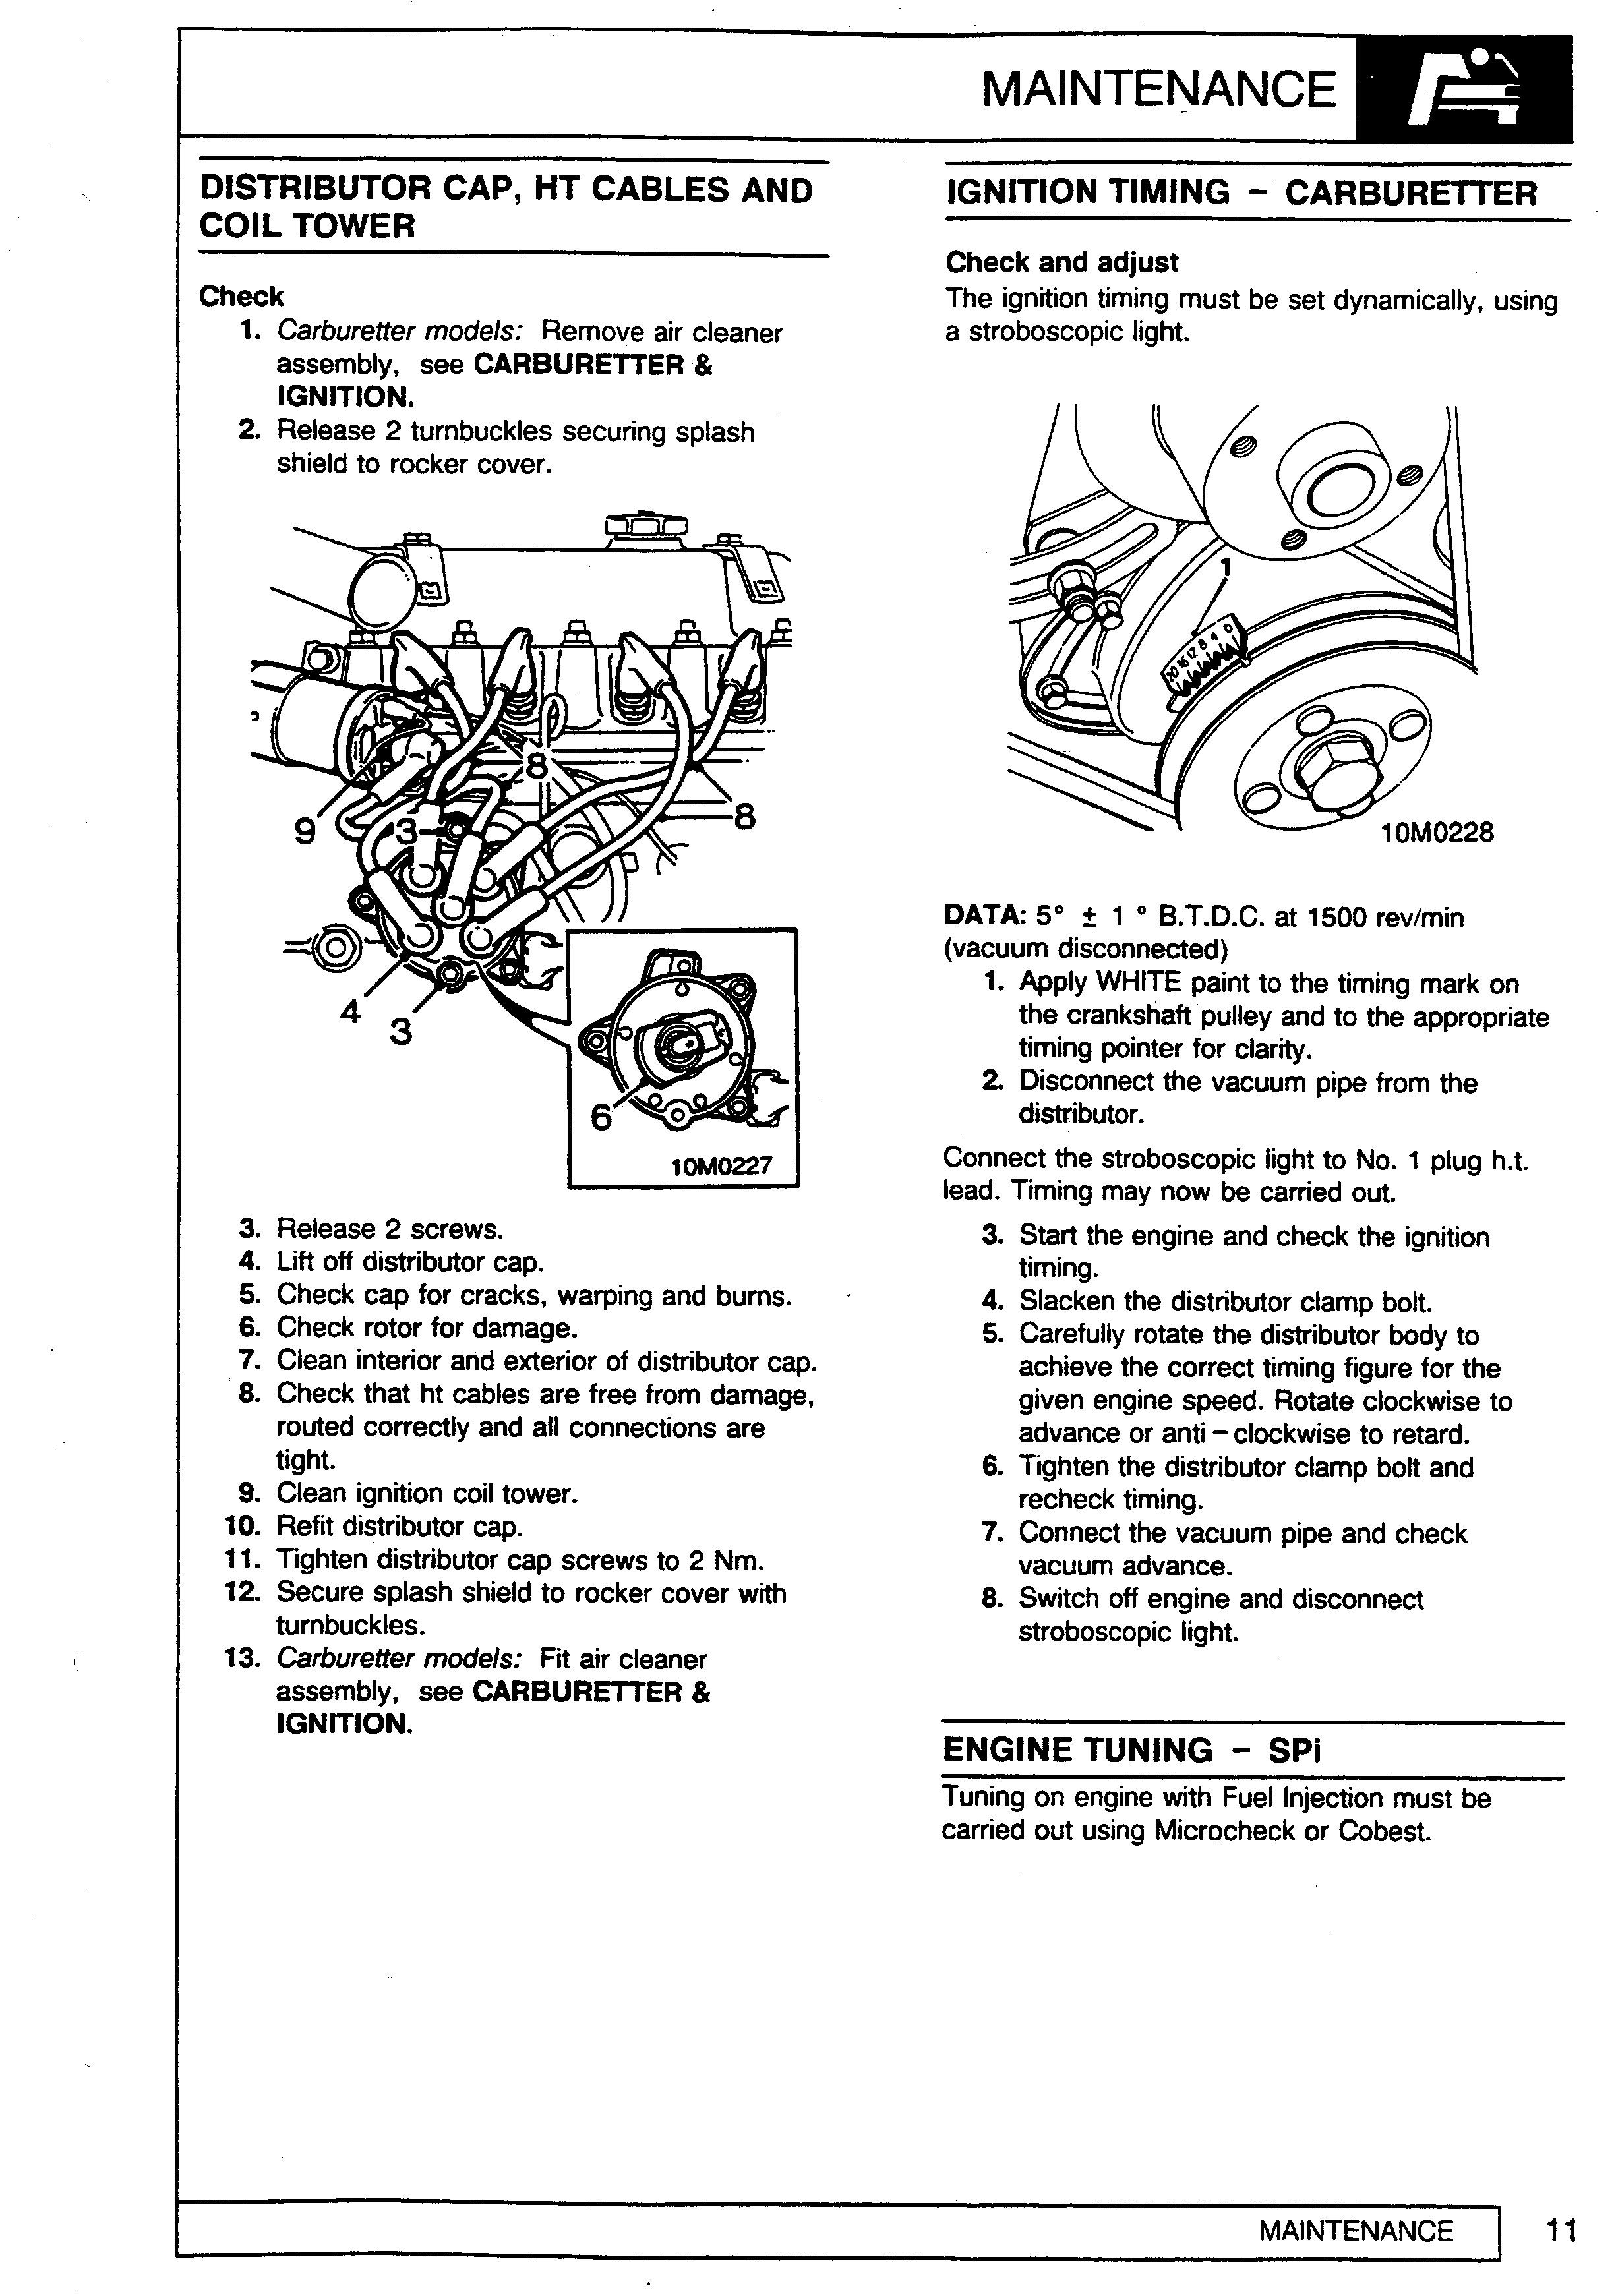 MAINTENANCE
DISTRIBUTOR CAP, HT CABLES AND
COIL TOWER
Check
1. Carburetter models: Remove air cleaner
assembly, see CARBURETTER &
IGNITION.
2. Release 2 turnbuckles securing splash
shield to rocker cover.
8
8
9
3
4
3
6
10M0227
3. Release 2 screws.
4. Lift off distributor cap.
5. Check cap for cracks, warping and burns.
6. Check rotor for damage.
7. Clean interior and exterior of distributor cap.
8. Check that ht cables are free from damage,
routed correctly and all connections are
tight.
9. Clean ignition coil tower.
10. Refit distributor cap.
11. Tighten distributor cap screws to 2 Nm.
12. Secure splash shield to rocker cover with
turnbuckles.
13. Carburetter models: Fit air cleaner
assembly, see CARBURETTER &
IGNITION.
IGNITION TIMING - CARBURETTER
Check and adjust
The ignition timing must be set dynamically, using
a stroboscopic light.
1
20 16 12 8 4 0
10M0228
DATA: 5° ± 1 ° B.T.D.C. at 1500 rev/min
(vacuum disconnected)
1. Apply WHITE paint to the timing mark on
the crankshaft pulley and to the appropriate
timing pointer for clarity.
2. Disconnect the vacuum pipe from the
distributor.
Connect the stroboscopic light to No. 1 plug h.t.
lead. Timing may now be carried out.
3. Start the engine and check the ignition
timing.
4. Slacken the distributor clamp bolt.
5. Carefully rotate the distributor body to
achieve the correct timing figure for the
given engine speed. Rotate clockwise to
advance or anti-clockwise to retard.
6. Tighten the distributor clamp bolt and
recheck timing.
7. Connect the vacuum pipe and check
vacuum advance.
8. Switch off engine and disconnect
stroboscopic light.
ENGINE TUNING - SPi
Tuning on engine with Fuel Injection must be
carried out using Microcheck or Cobest.
MAINTENANCE 11